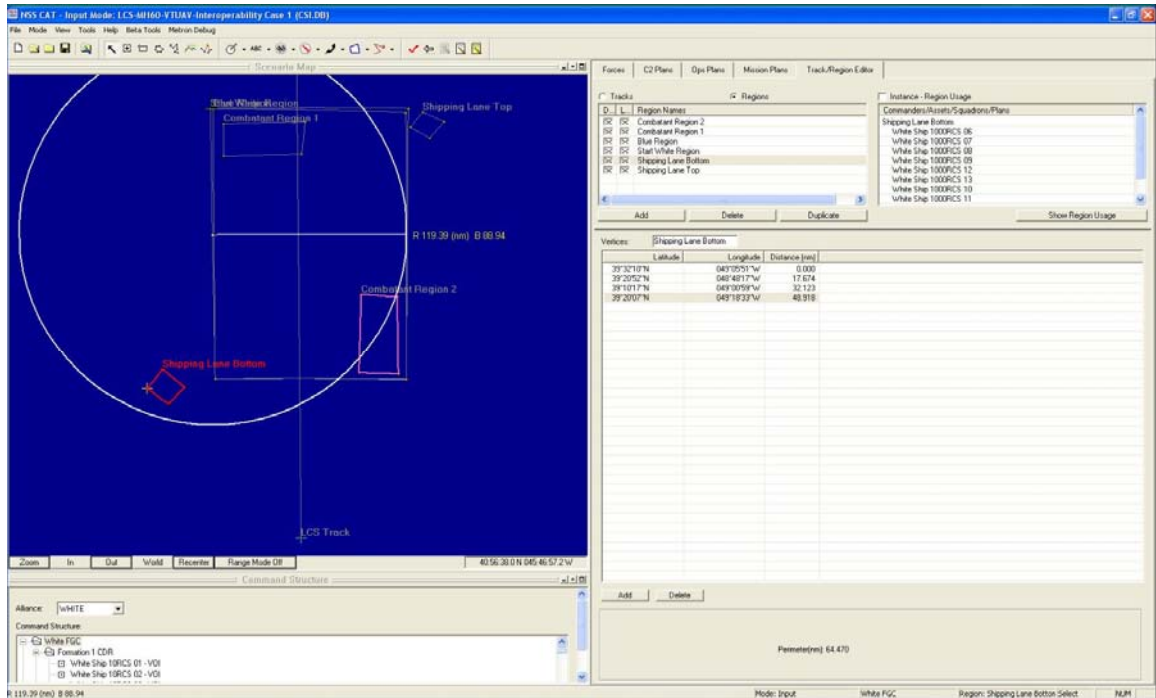 NSS CAT - Input Mode: LCS-MH60-VTUAV-Interoperability Case 1 (CSI.DB)
File Mode View Tools Help Beta Tools Metron Debug
ABC
Scenario Map
Region
Combatant Region 1
Shipping Lane Top
R 119.39 (nm) B 88.94
Combatant Region 2
Shipping Lane Bottom
LCS Track
Zoom In Out World Recenter Range Mode Off
40:56:38.0 N 045:46:57.2 W
Command Structure
Alliance: WHITE
Command Structure:
White FGC
Formation 1 CDR
White Ship 10RCS 01 - VOI
White Ship 10RCS 02 - VOI
Forces C2 Plans Ops Plans Mission Plans Track/Region Editor
Tracks Regions
D... L... Region Names
Combatant Region 2
Combatant Region 1
Blue Region
Start White Region
Shipping Lane Bottom
Shipping Lane Top
Add Delete Duplicate
Instance - Region Usage
Commanders/Assets/Squadrons/Plans
Shipping Lane Bottom
White Ship 1000RCS 06
White Ship 1000RCS 07
White Ship 1000RCS 08
White Ship 1000RCS 09
White Ship 1000RCS 12
White Ship 1000RCS 13
White Ship 1000RCS 10
White Ship 1000RCS 11
Show Region Usage
Vertices: Shipping Lane Bottom
Latitude Longitude Distance (nm)
39°32'10"N 049°05'51"W 0.000
39°20'52"N 048°48'17"W 17.674
39°10'17"N 049°00'59"W 32.123
39°20'07"N 049°18'33"W 48.918
Add Delete
Perimeter(nm): 64.470
R 119.39 (nm) B 88.94
Mode: Input White FGC Region: Shipping Lane Botton Select NUM